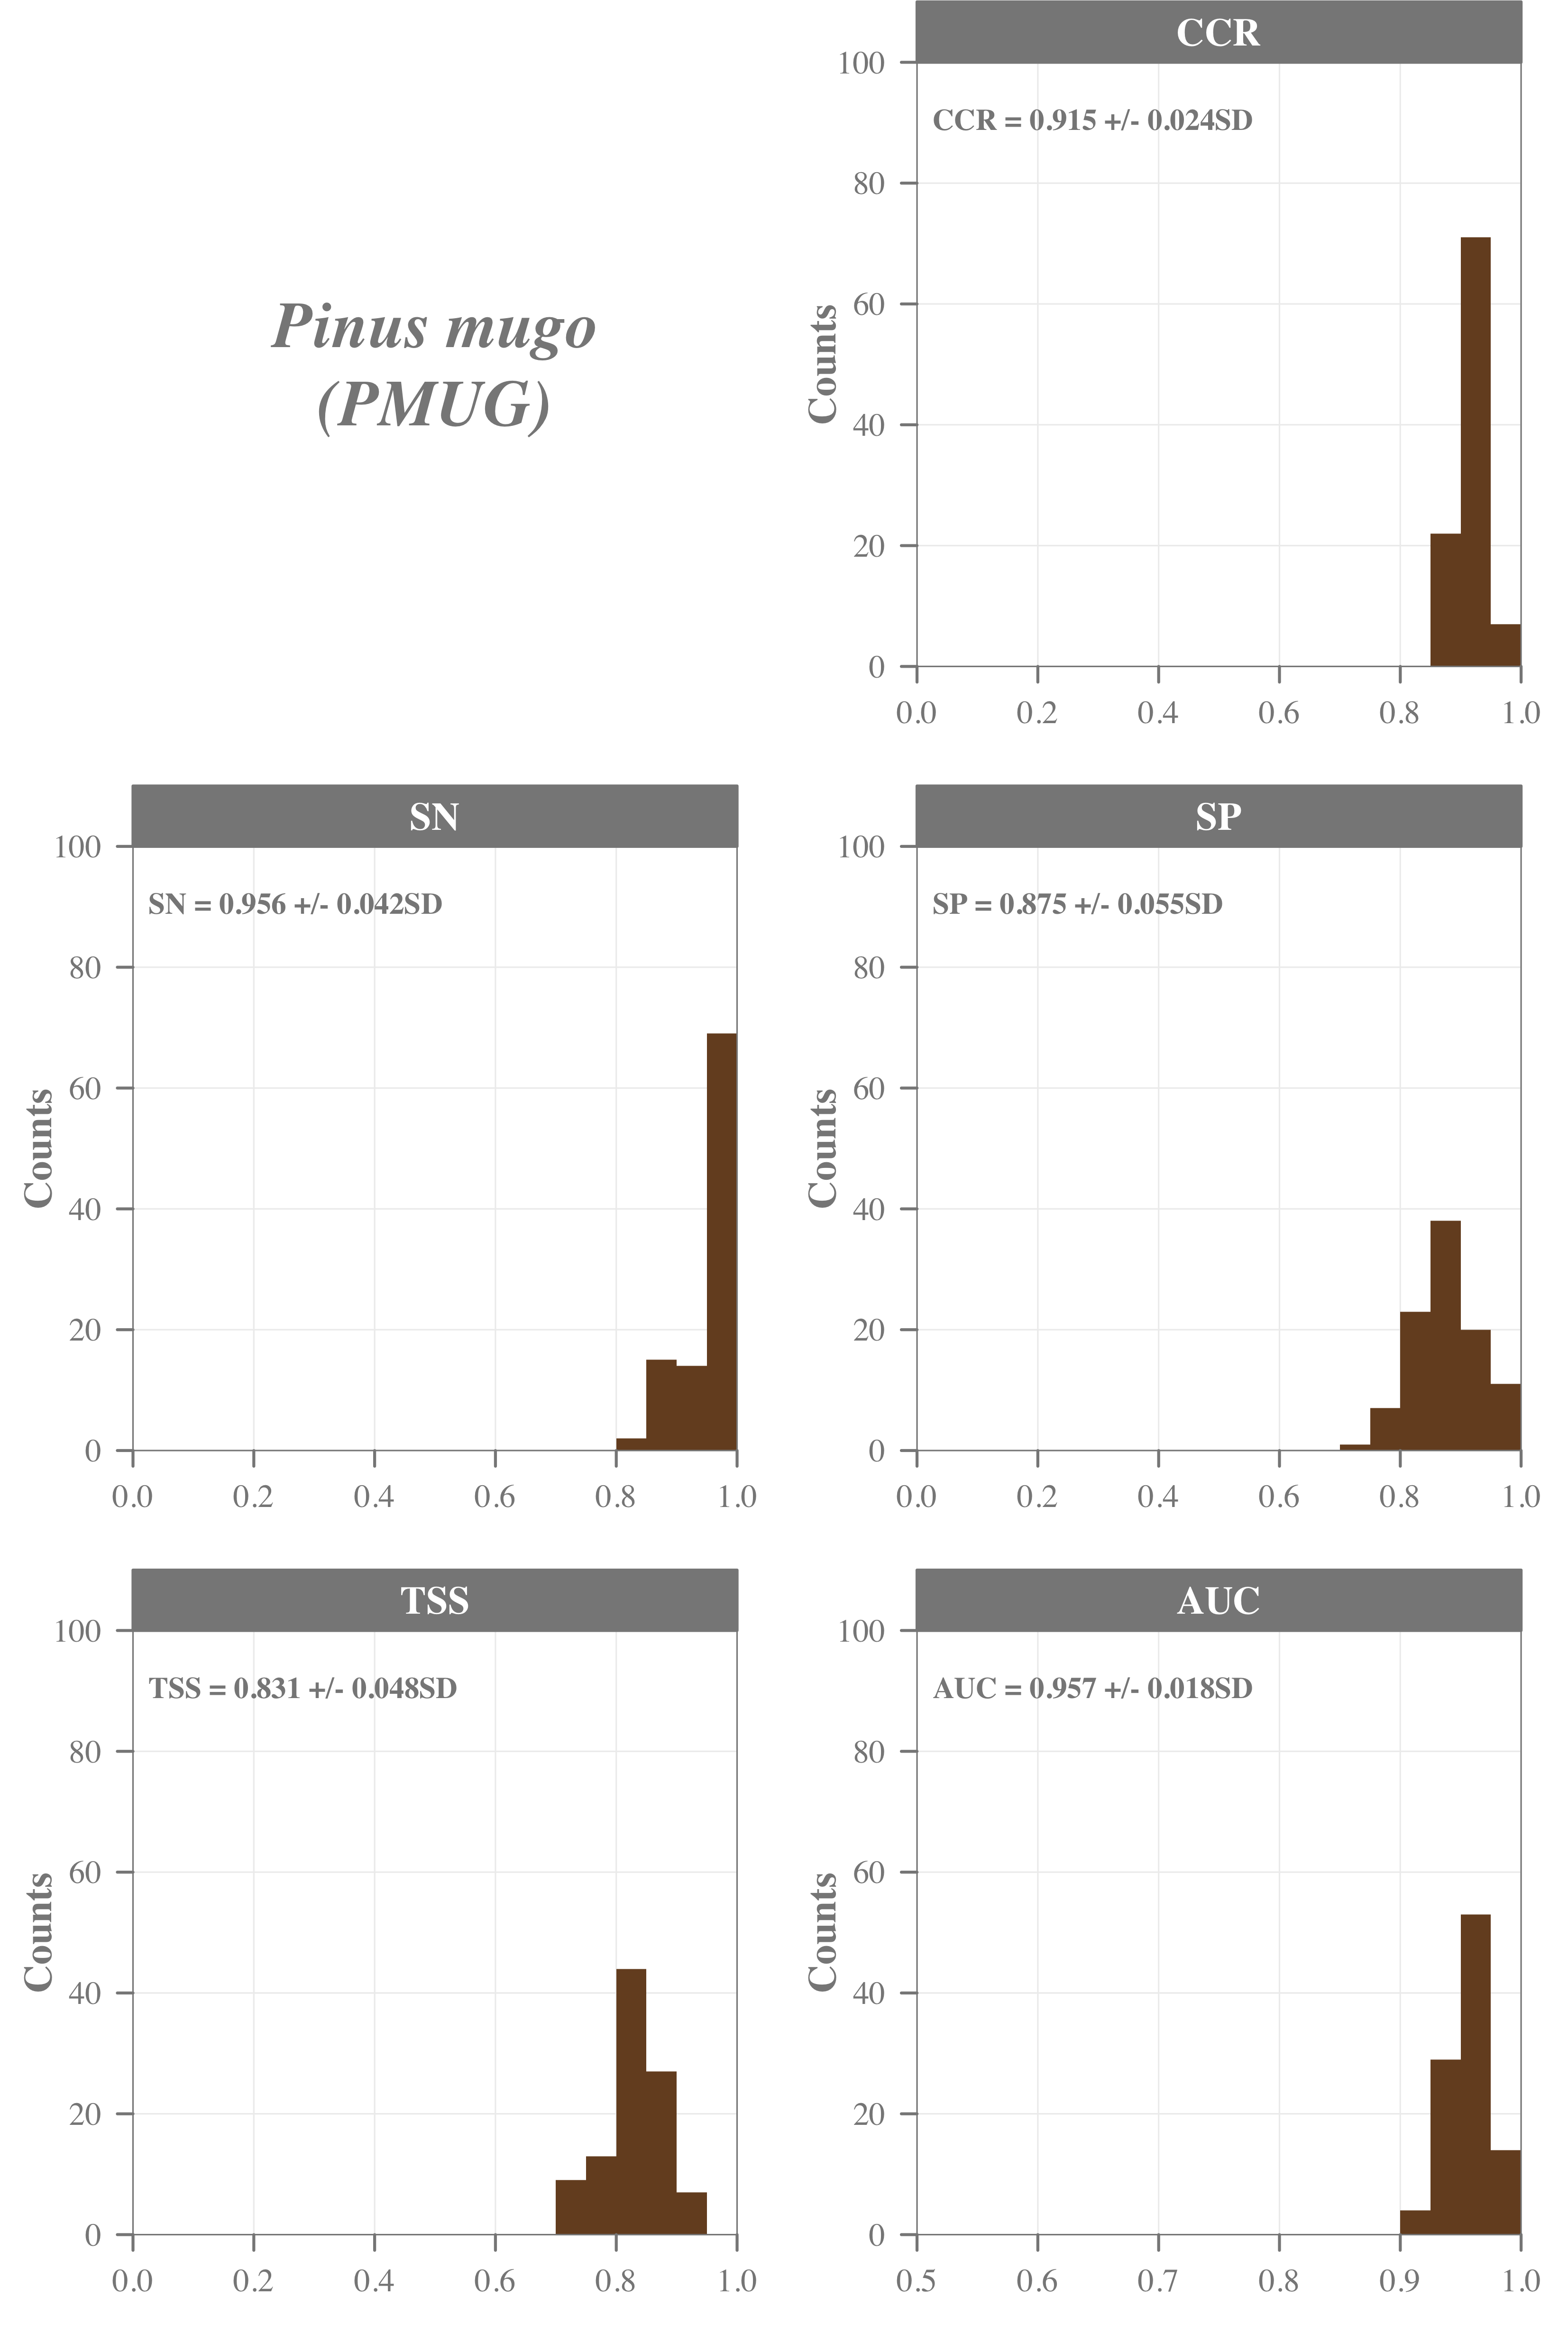 Pinus mugo
(PMUG)
CCR
CCR = 0.915 +/- 0.024SD
Counts
100
80
60
40
20
0
0.0 0.2 0.4 0.6 0.8 1.0
SN
SN = 0.956 +/- 0.042SD
Counts
100
80
60
40
20
0
0.0 0.2 0.4 0.6 0.8 1.0
SP
SP = 0.875 +/- 0.055SD
Counts
100
80
60
40
20
0
0.0 0.2 0.4 0.6 0.8 1.0
TSS
TSS = 0.831 +/- 0.048SD
Counts
100
80
60
40
20
0
0.0 0.2 0.4 0.6 0.8 1.0
AUC
AUC = 0.957 +/- 0.018SD
Counts
100
80
60
40
20
0
0.5 0.6 0.7 0.8 0.9 1.0